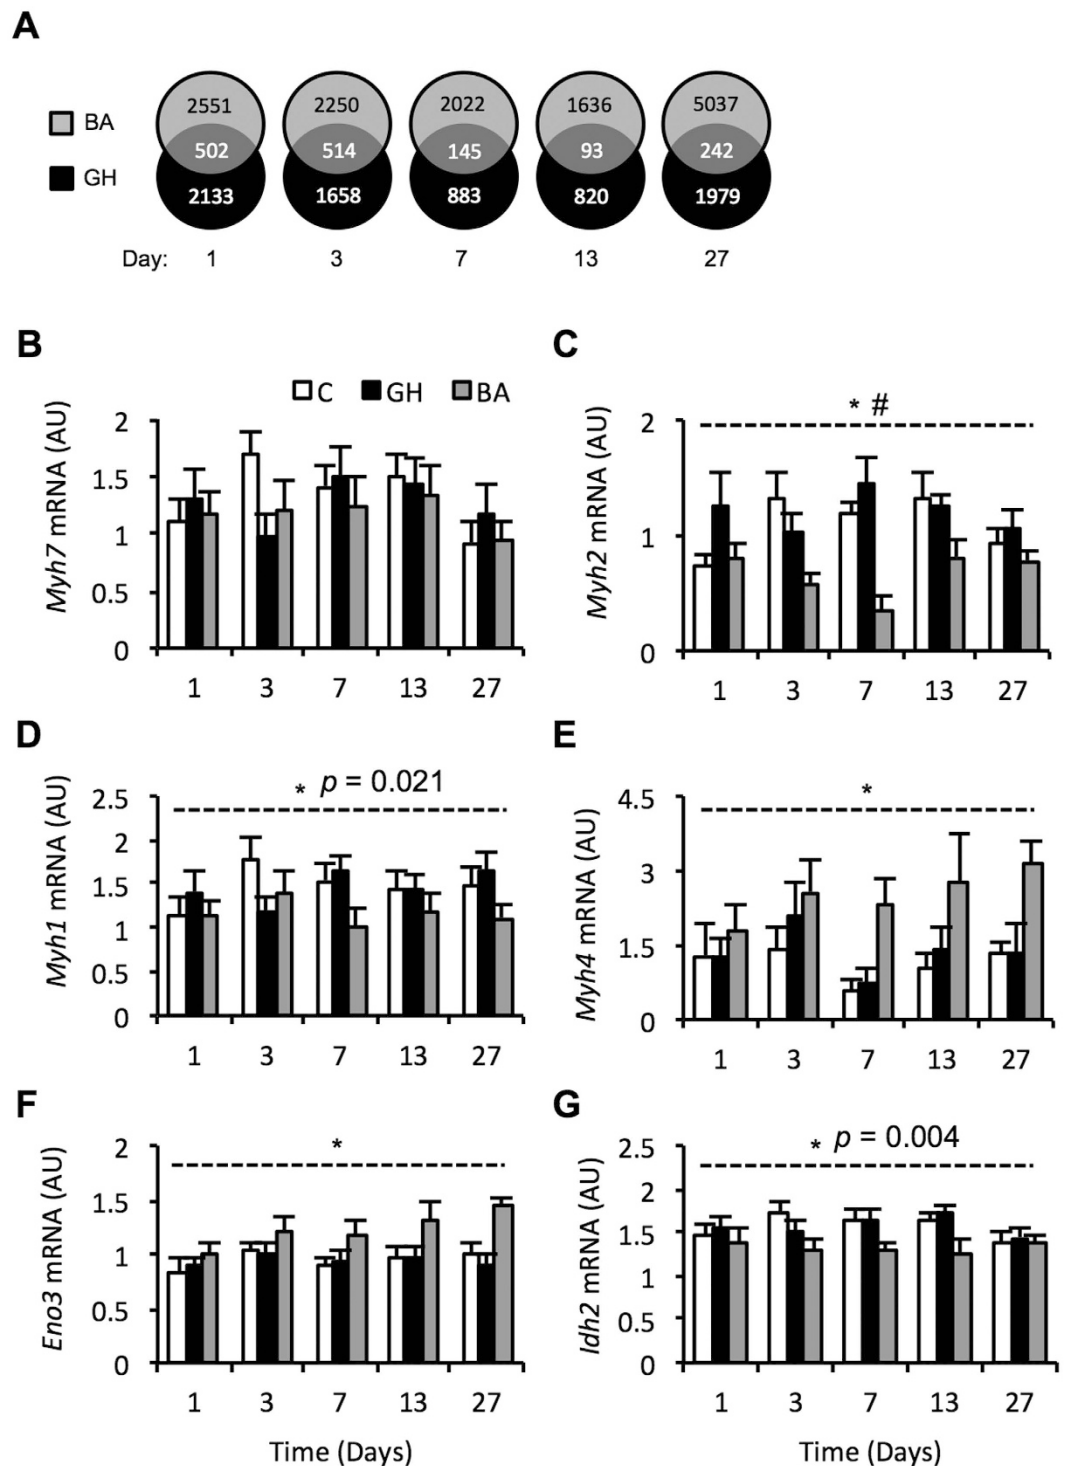 A
BA
GH
2551 2250 2022 1636 5037
502 514 145 93 242
2133 1658 883 820 1979
Day: 1 3 7 13 27
B
C GH BA
Myh7 mRNA (AU)
2
1.5
1
0.5
0
1 3 7 13 27
C
* #
Myh2 mRNA (AU)
2
1
0
1 3 7 13 27
D
* p = 0.021
Myh1 mRNA (AU)
2.5
2
1.5
1
0.5
0
1 3 7 13 27
E
*
Myh4 mRNA (AU)
4.5
3
1.5
0
1 3 7 13 27
F
*
Eno3 mRNA (AU)
2
1.5
1
0.5
0
1 3 7 13 27
Time (Days)
G
* p = 0.004
Idh2 mRNA (AU)
2.5
2
1.5
1
0.5
0
1 3 7 13 27
Time (Days)